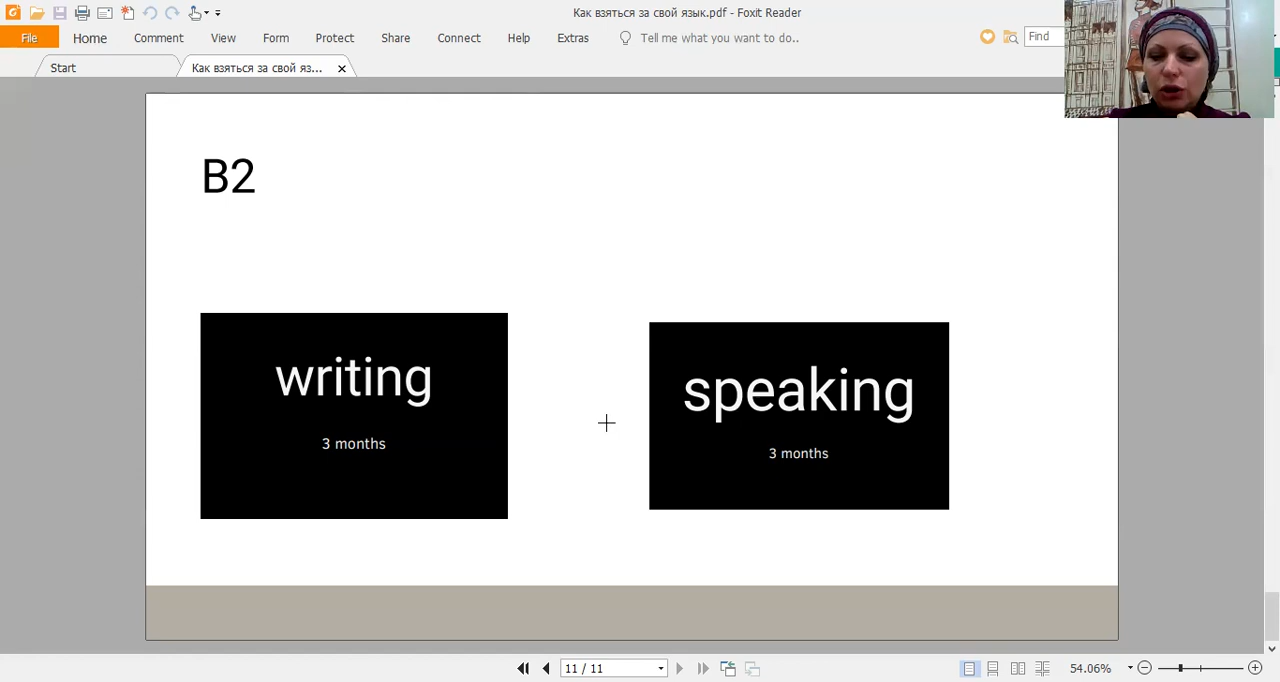 Как взяться за свой язык.pdf - Foxit Reader
File Home Comment View Form Protect Share Connect Help Extras Tell me what you want to do.. Find
Start Как взяться за свой яз...
B2
writing
3 months
speaking
3 months
11 / 11
54.06%